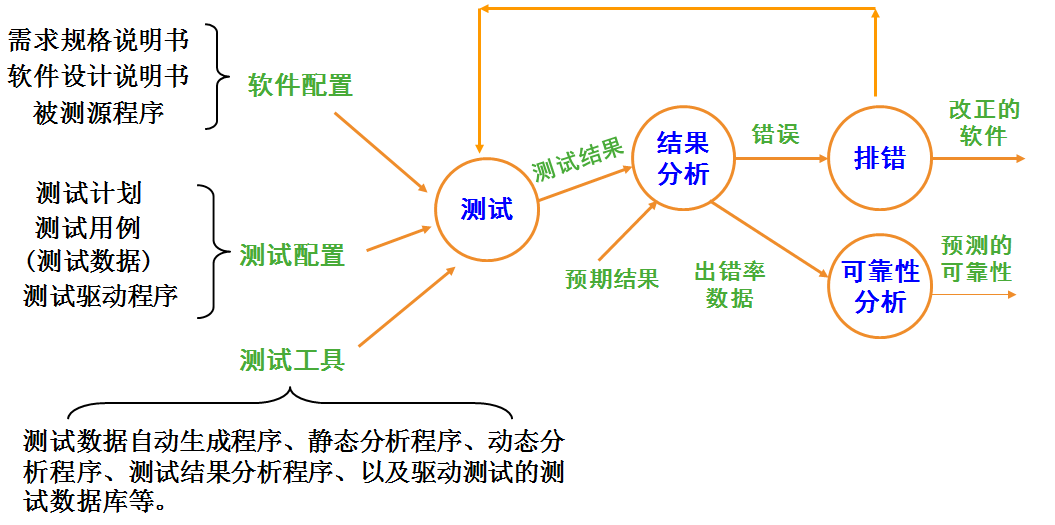 需求规格说明书
软件设计说明书
被测源程序
软件配置
测试计划
测试用例
(测试数据)
测试驱动程序
测试配置
测试工具
测试数据自动生成程序、静态分析程序、动态分
析程序、测试结果分析程序、以及驱动测试的测
试数据库等。
测试
测试结果
结果
分析
预期结果
错误
排错
改正的
软件
出错率
数据
可靠性
分析
预测的
可靠性